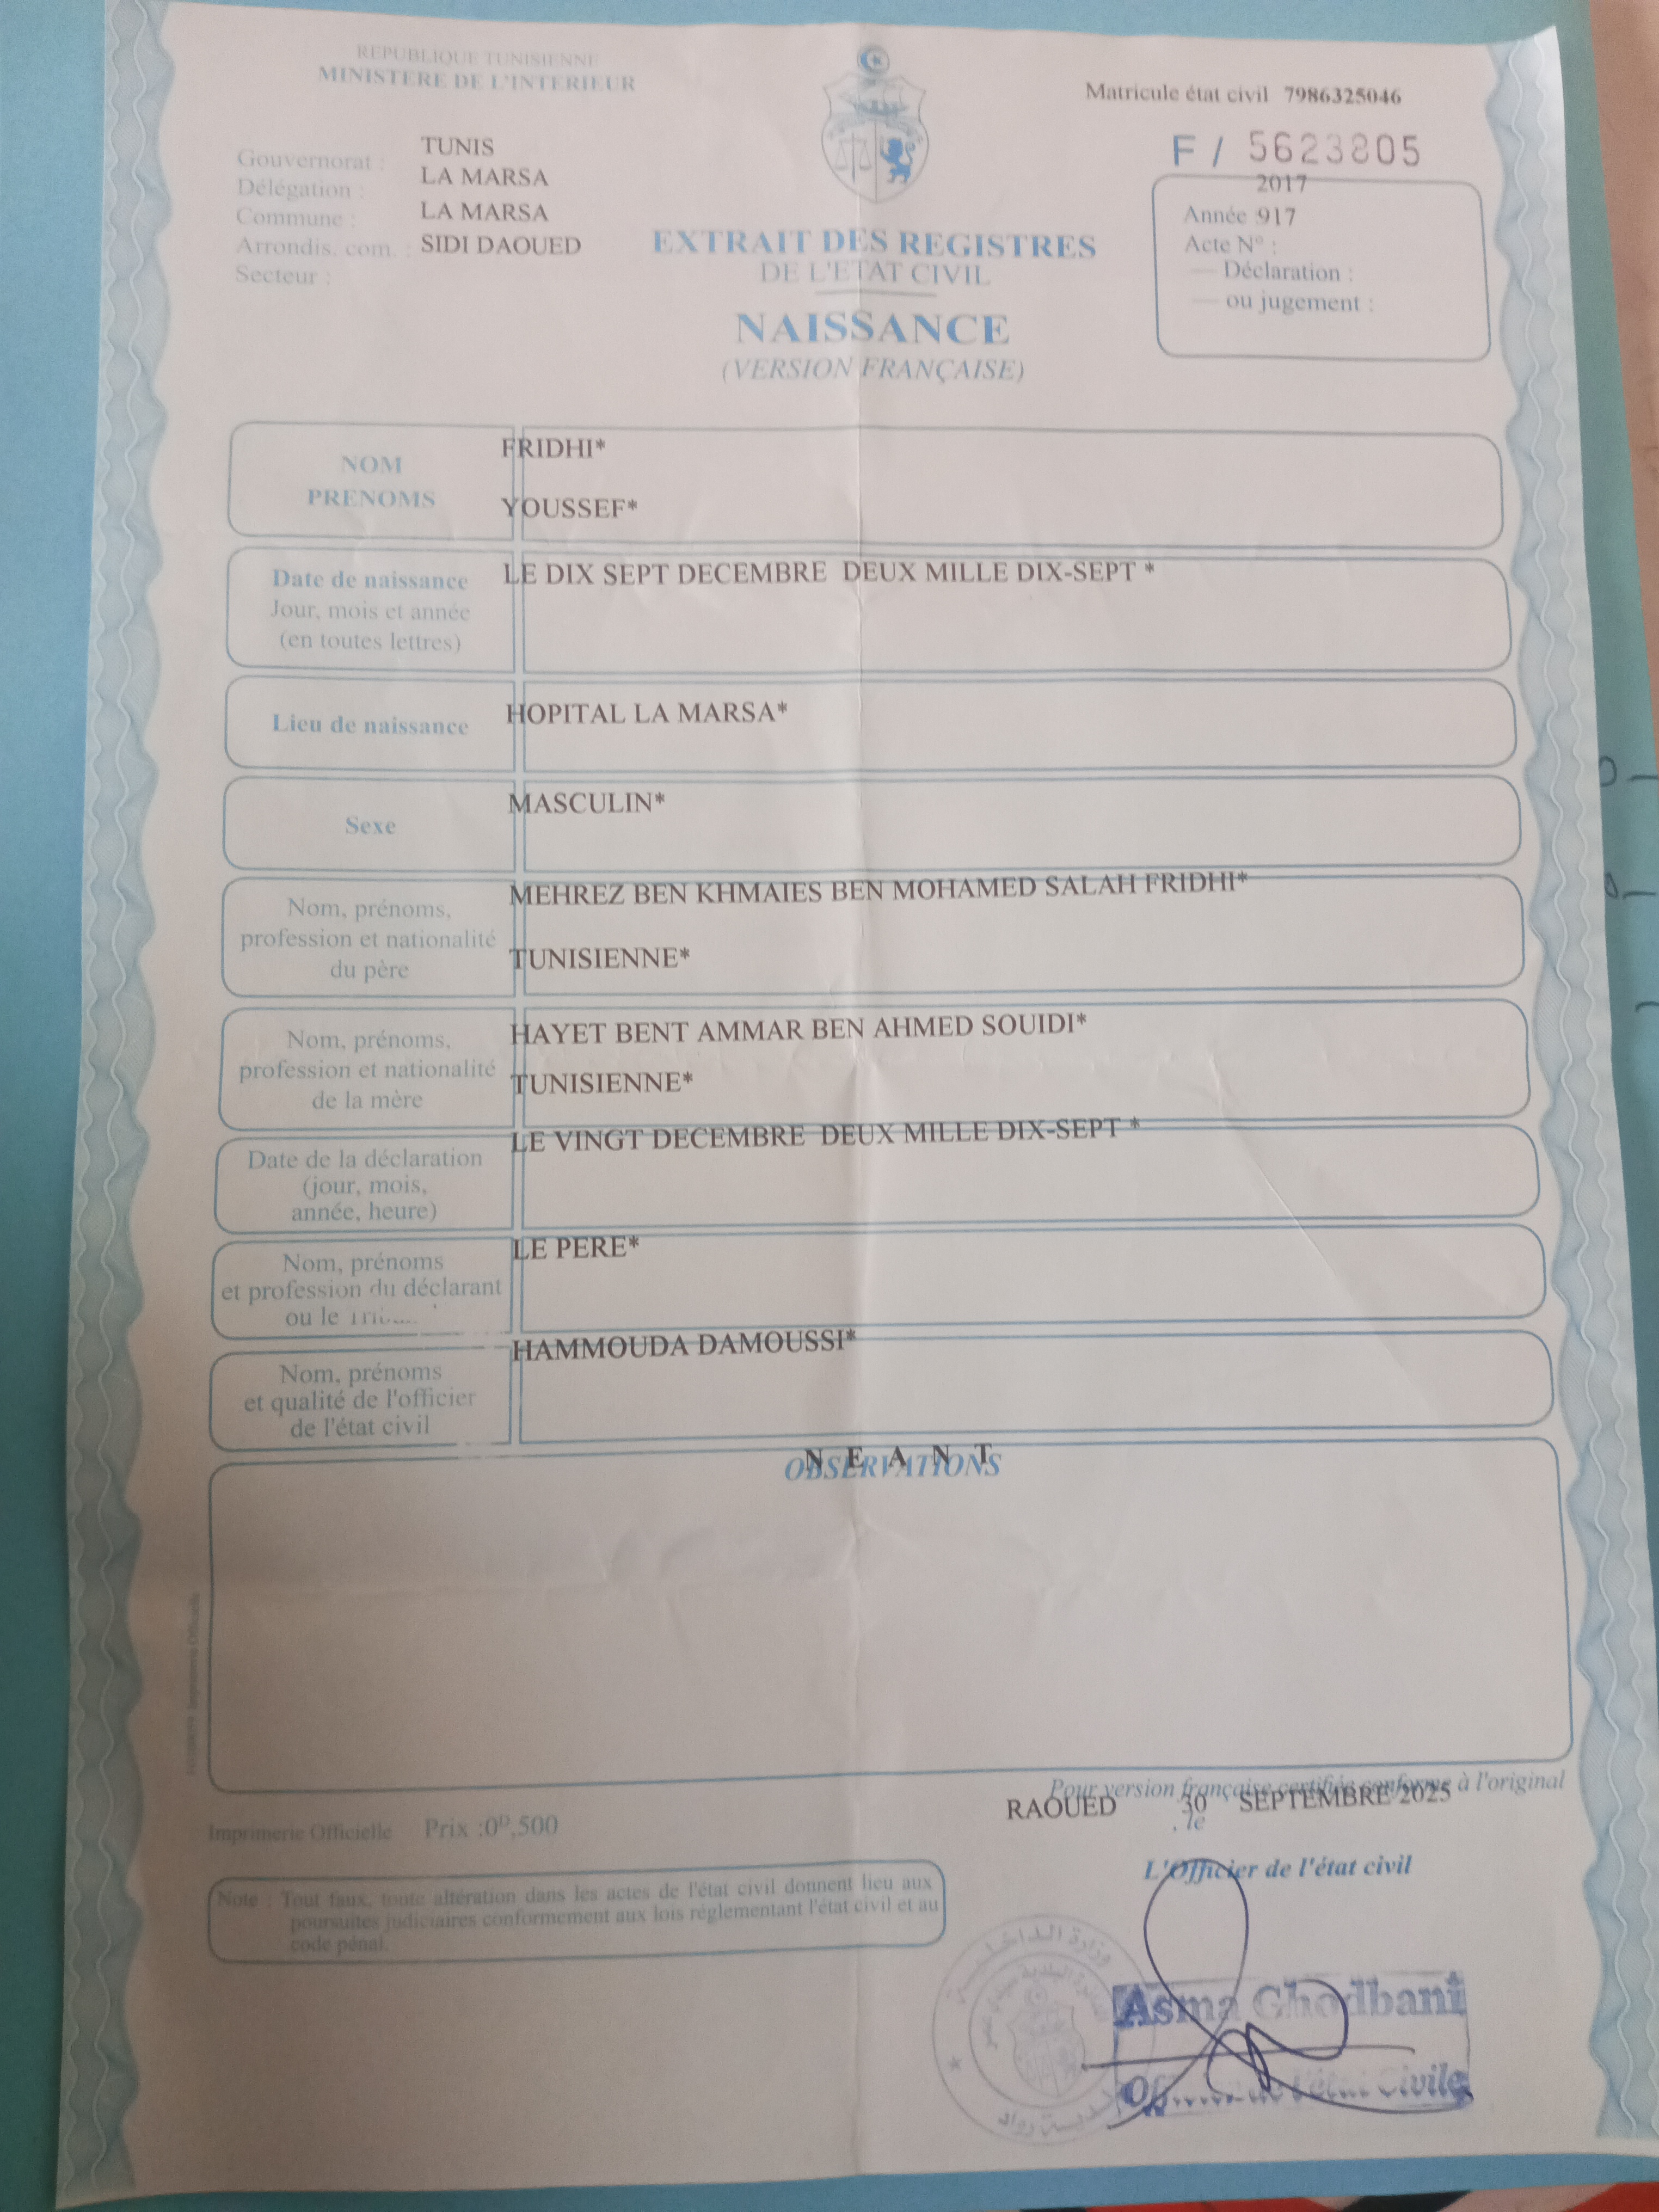 REPUBLIQUE TUNISIENNE
MINISTERE DE L'INTERIEUR
Matricule état civil 7986325046
F / 5623805
Gouvernorat : TUNIS
Délégation : LA MARSA
Commune : LA MARSA
Arrondis. com. : SIDI DAOUED
Secteur :
2017
Année :917
Acte N° :
— Déclaration :
— ou jugement :
EXTRAIT DES REGISTRES
DE L'ETAT CIVIL
NAISSANCE
(VERSION FRANÇAISE)
NOM
PRENOMS
FRIDHI*
YOUSSEF*
Date de naissance
Jour, mois et année
(en toutes lettres)
LE DIX SEPT DECEMBRE DEUX MILLE DIX-SEPT *
Lieu de naissance
HOPITAL LA MARSA*
Sexe
MASCULIN*
Nom, prénoms,
profession et nationalité
du père
MEHREZ BEN KHMAIES BEN MOHAMED SALAH FRIDHI*
TUNISIENNE*
Nom, prénoms,
profession et nationalité
de la mère
HAYET BENT AMMAR BEN AHMED SOUIDI*
TUNISIENNE*
Date de la déclaration
(jour, mois,
année, heure)
LE VINGT DECEMBRE DEUX MILLE DIX-SEPT *
Nom, prénoms
et profession du déclarant
ou le
LE PERE*
Nom, prénoms
et qualité de l'officier
de l'état civil
HAMMOUDA DAMOUSSI*
OBSERVATIONS
N E A N T
Pour version française certifiée conforme à l'original
RAOUED , le 30 SEPTEMBRE 2025
Imprimerie Officielle Prix :0D,500
L'Officier de l'état civil
Note : Tout faux, toute altération dans les actes de l'état civil donnent lieu aux
poursuites judiciaires conformement aux lois réglementant l'état civil et au
code pénal.
وزارة الداخلية
Asma Ghodbani
Civile